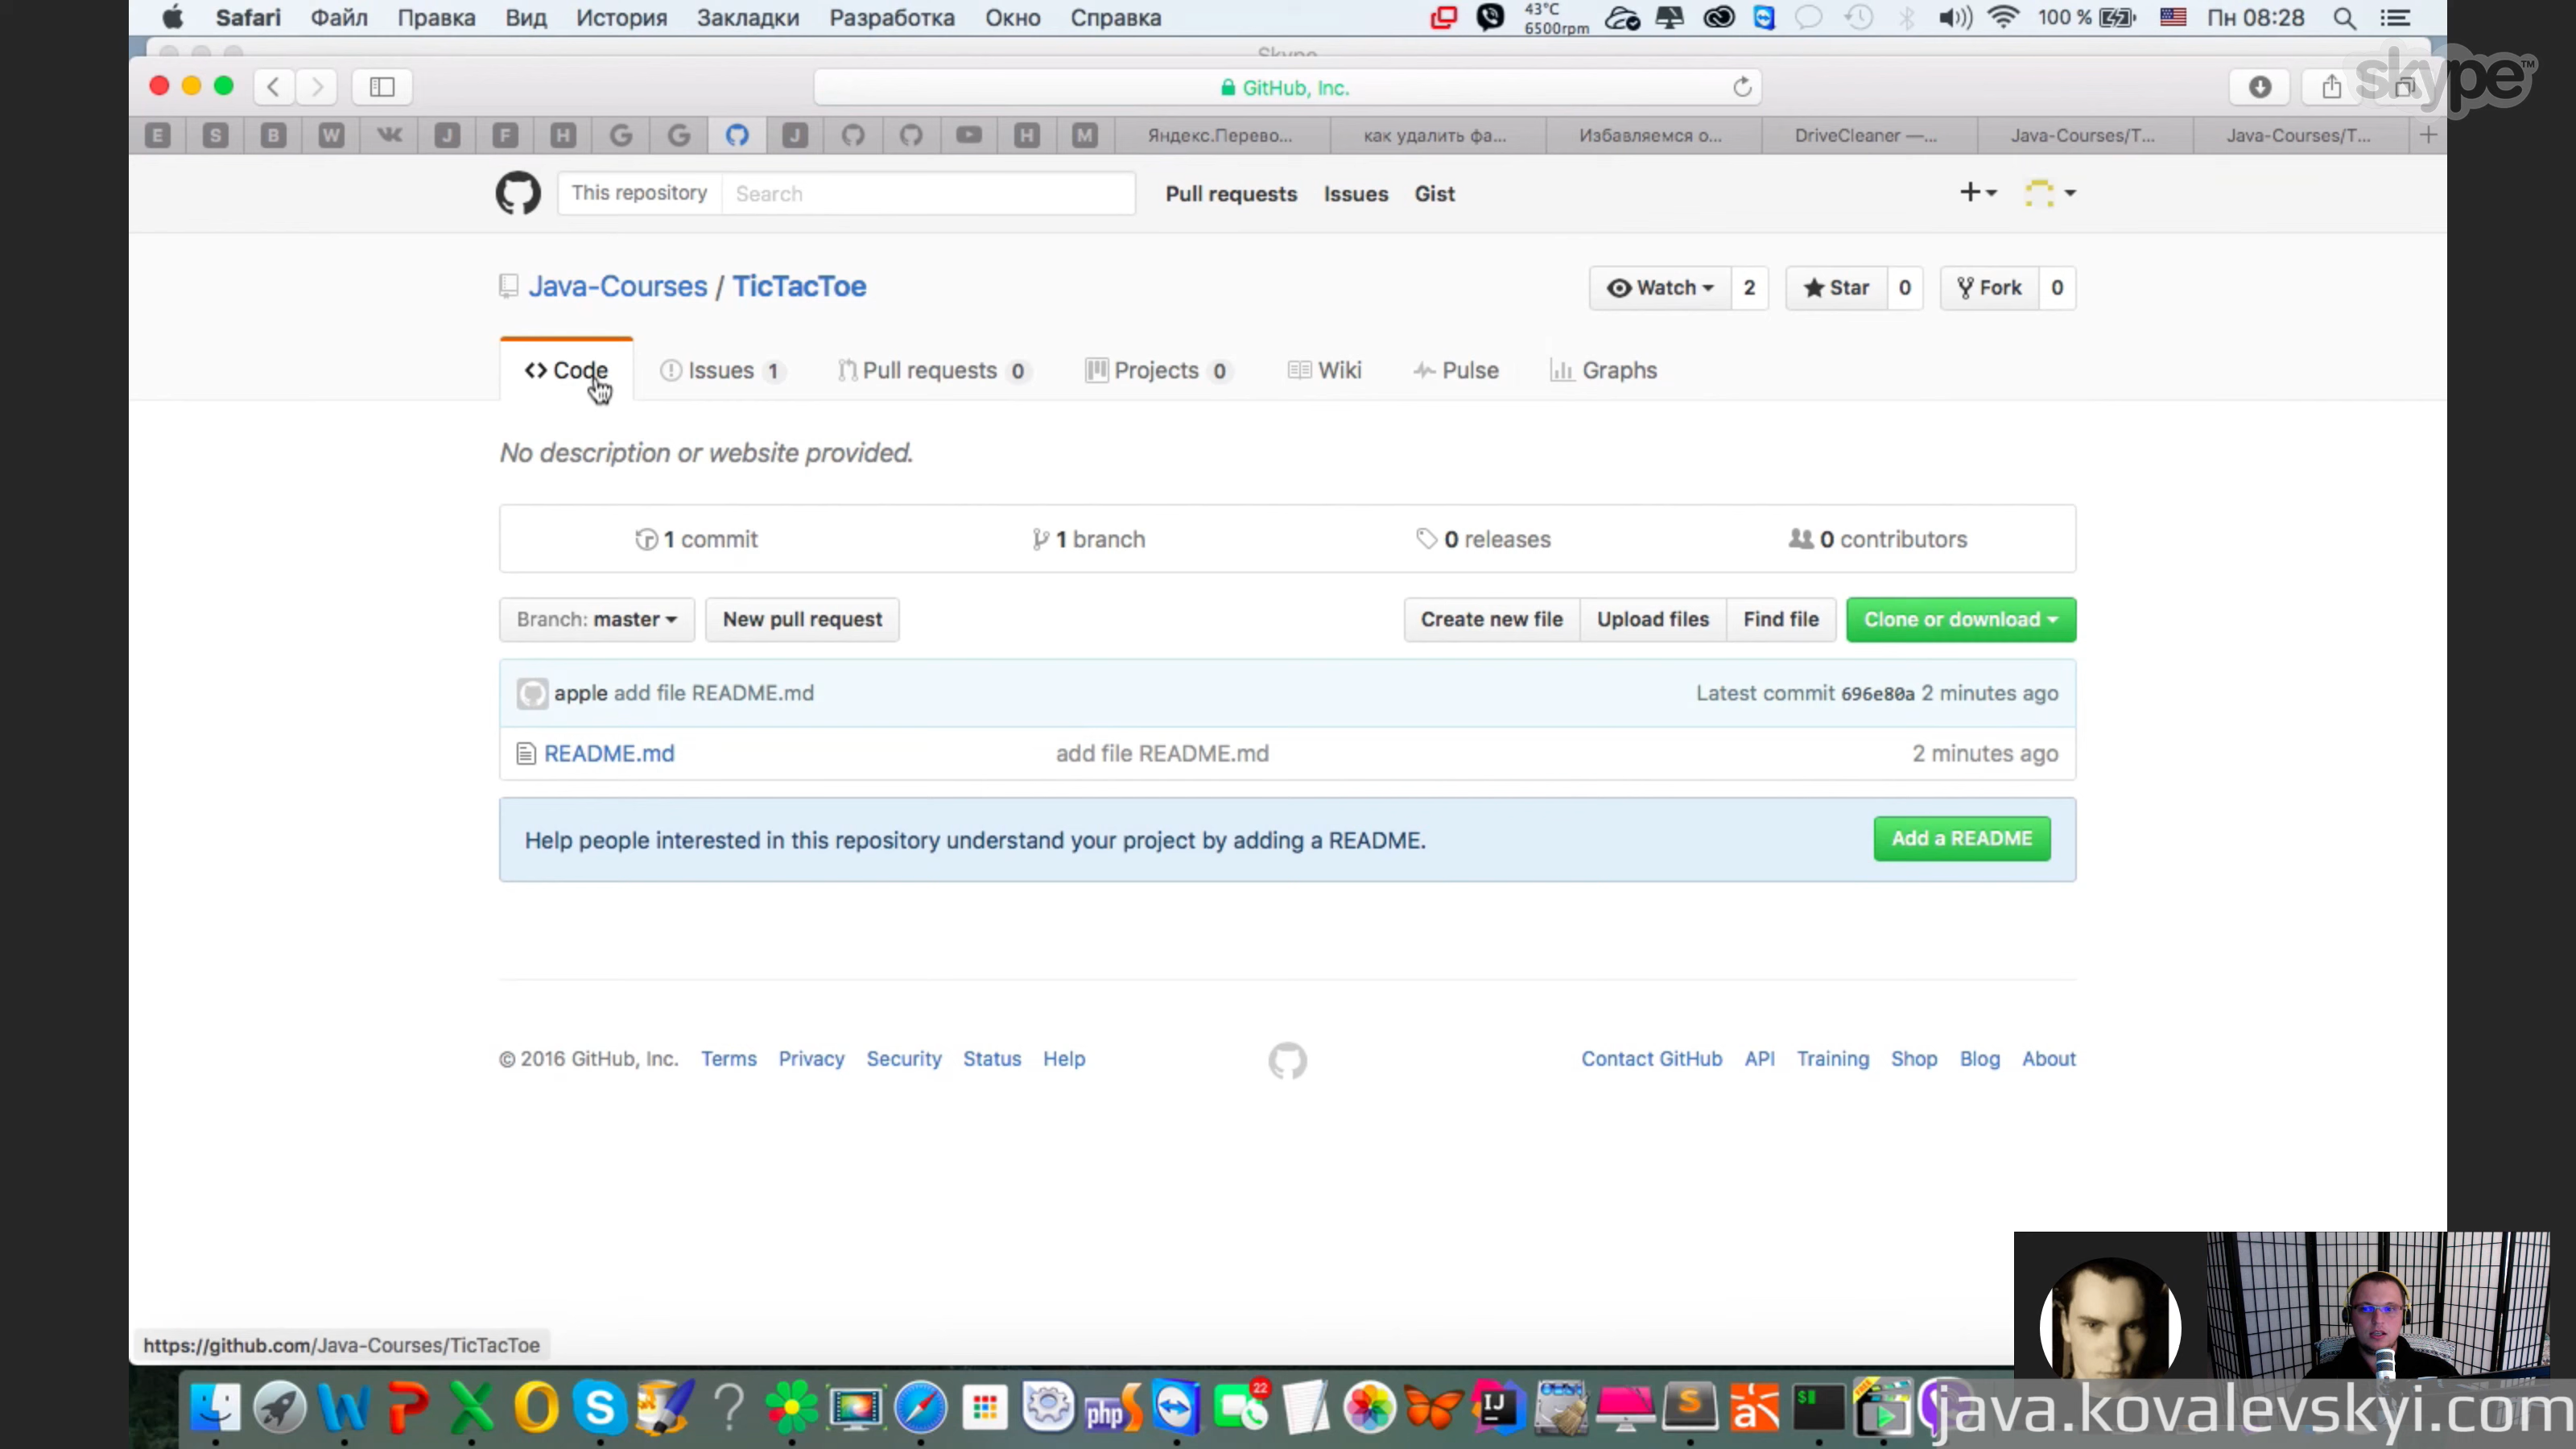 Safari Файл Правка Вид История Закладки Разработка Окно Справка 43°C 6500rpm 100 % Пн 08:28
Skype
GitHub, Inc.
skype™
E S B W J F H G G J H M Яндекс.Перево... как удалить фа... Избавляемся о... DriveCleaner —... Java-Courses/T... Java-Courses/T... +
This repository Search Pull requests Issues Gist
Java-Courses / TicTacToe Watch 2 Star 0 Fork 0
Code Issues 1 Pull requests 0 Projects 0 Wiki Pulse Graphs
No description or website provided.
1 commit 1 branch 0 releases 0 contributors
Branch: master New pull request Create new file Upload files Find file Clone or download
apple add file README.md Latest commit 696e80a 2 minutes ago
README.md add file README.md 2 minutes ago
Help people interested in this repository understand your project by adding a README. Add a README
© 2016 GitHub, Inc. Terms Privacy Security Status Help Contact GitHub API Training Shop Blog About
https://github.com/Java-Courses/TicTacToe
22
php
IJ
java.kovalevskyi.com